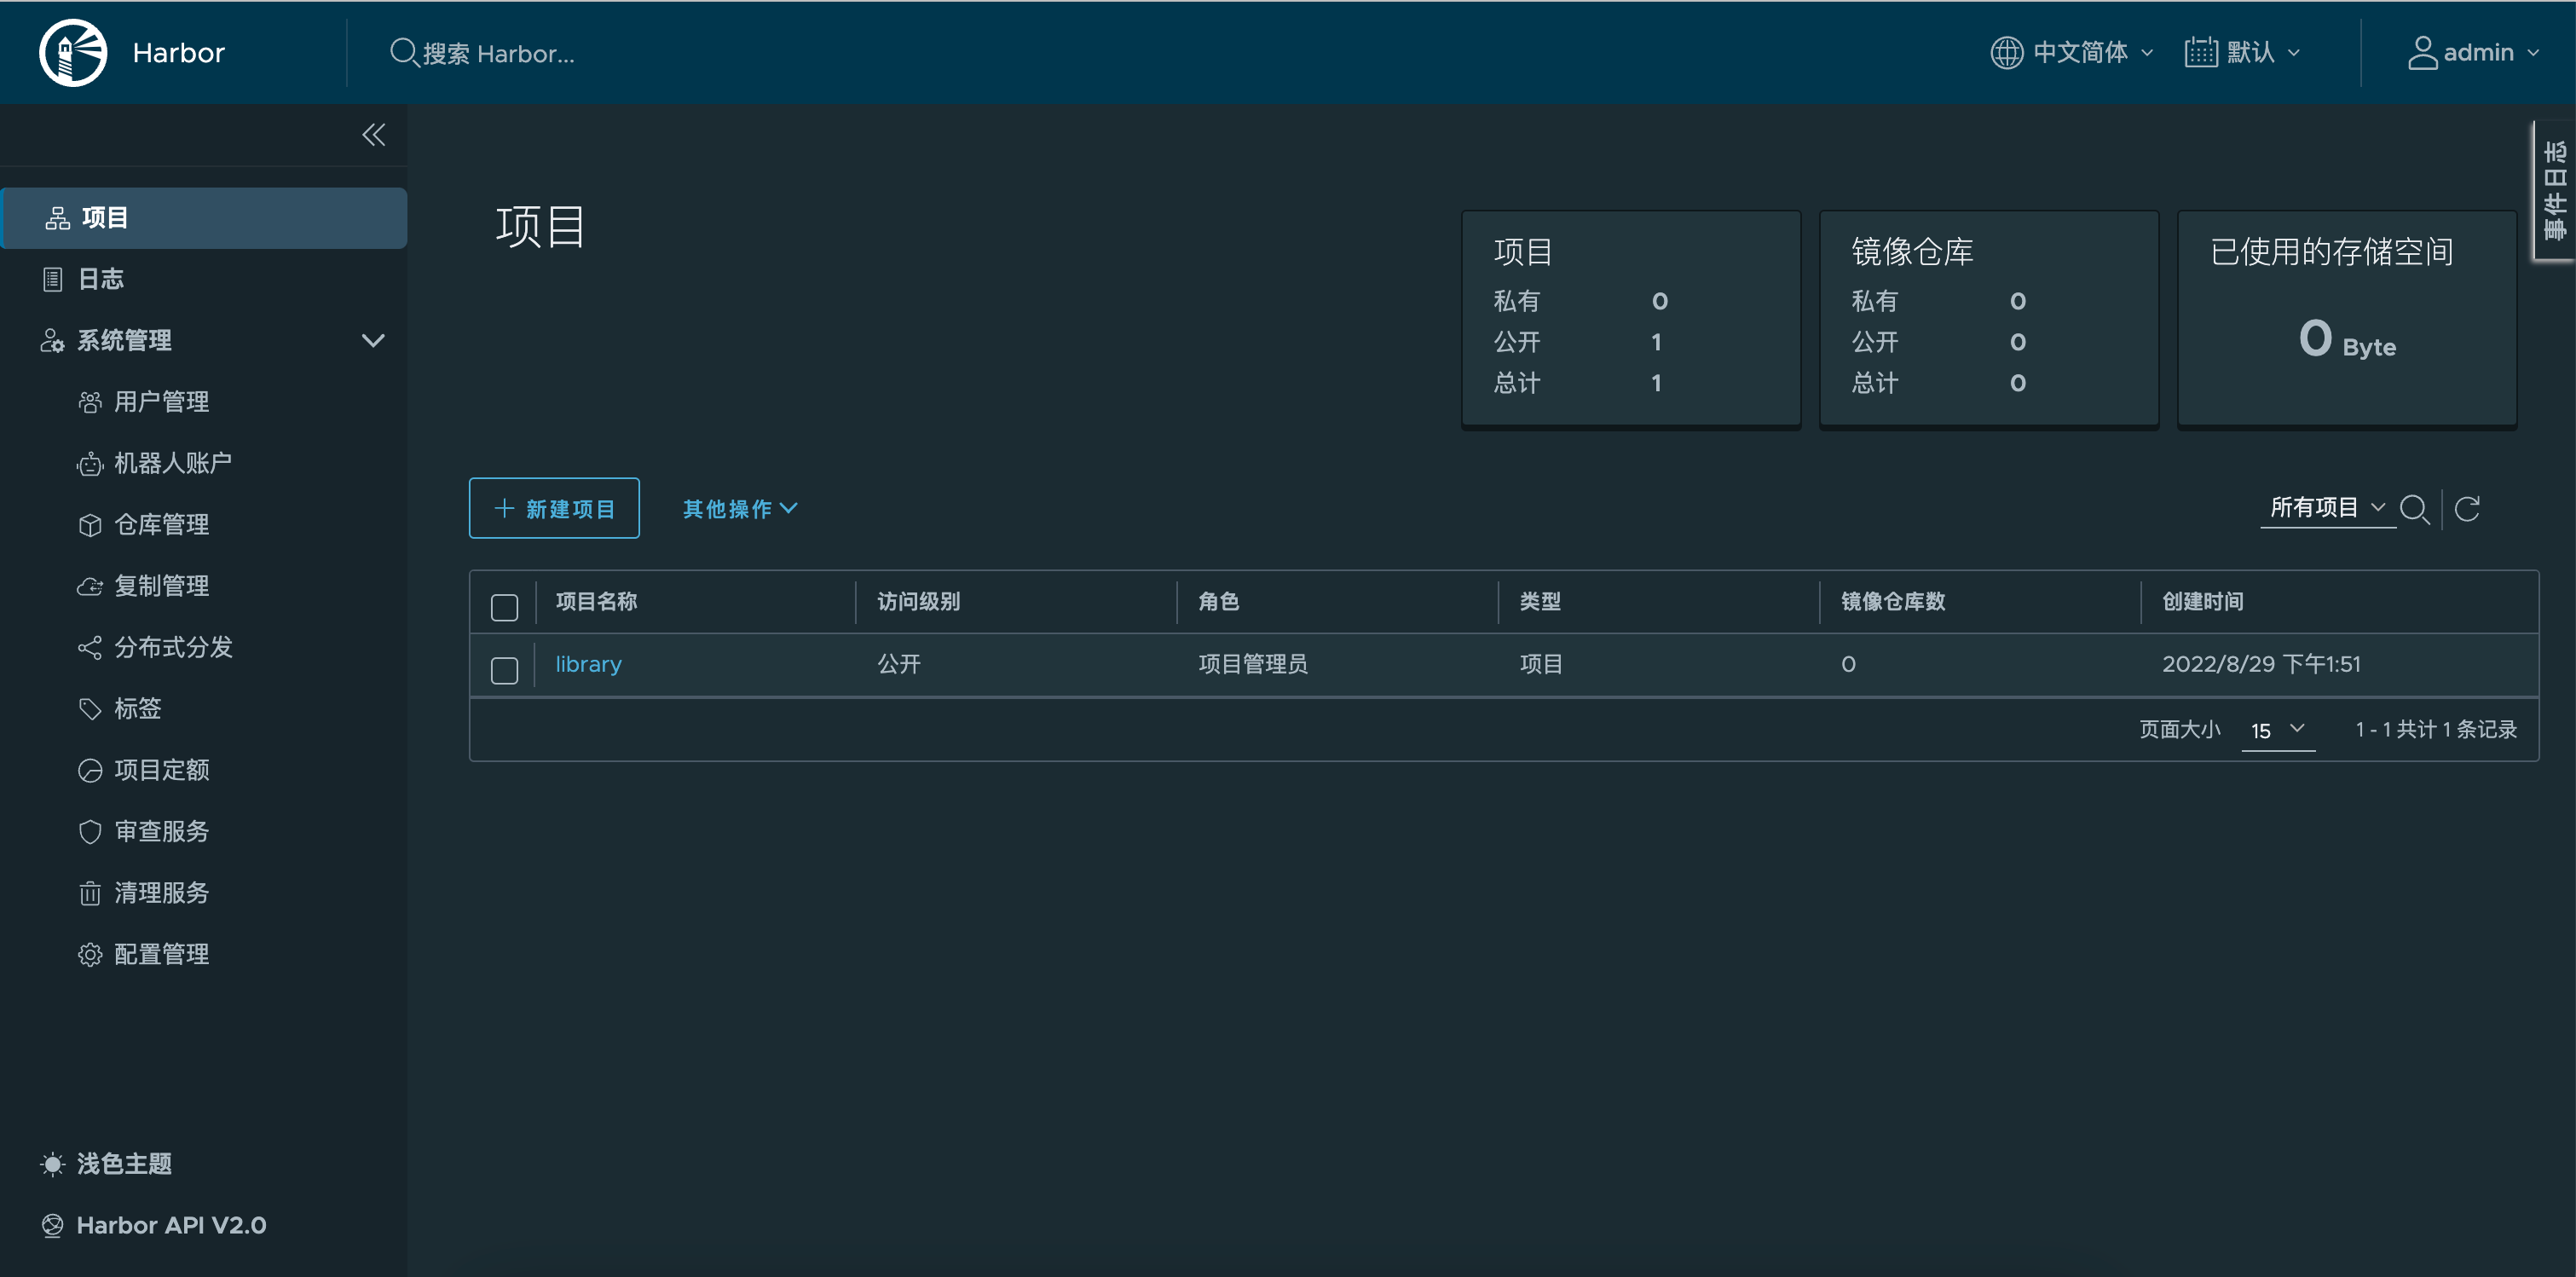 Harbor
搜索 Harbor...
中文简体
默认
admin
事件日志
项目
日志
系统管理
用户管理
机器人账户
仓库管理
复制管理
分布式分发
标签
项目定额
审查服务
清理服务
配置管理
浅色主题
Harbor API V2.0
项目
项目
私有 0
公开 1
总计 1
镜像仓库
私有 0
公开 0
总计 0
已使用的存储空间
0 Byte
新建项目
其他操作
所有项目
项目名称 访问级别 角色 类型 镜像仓库数 创建时间
library 公开 项目管理员 项目 0 2022/8/29 下午1:51
页面大小 15 1 - 1 共计 1 条记录